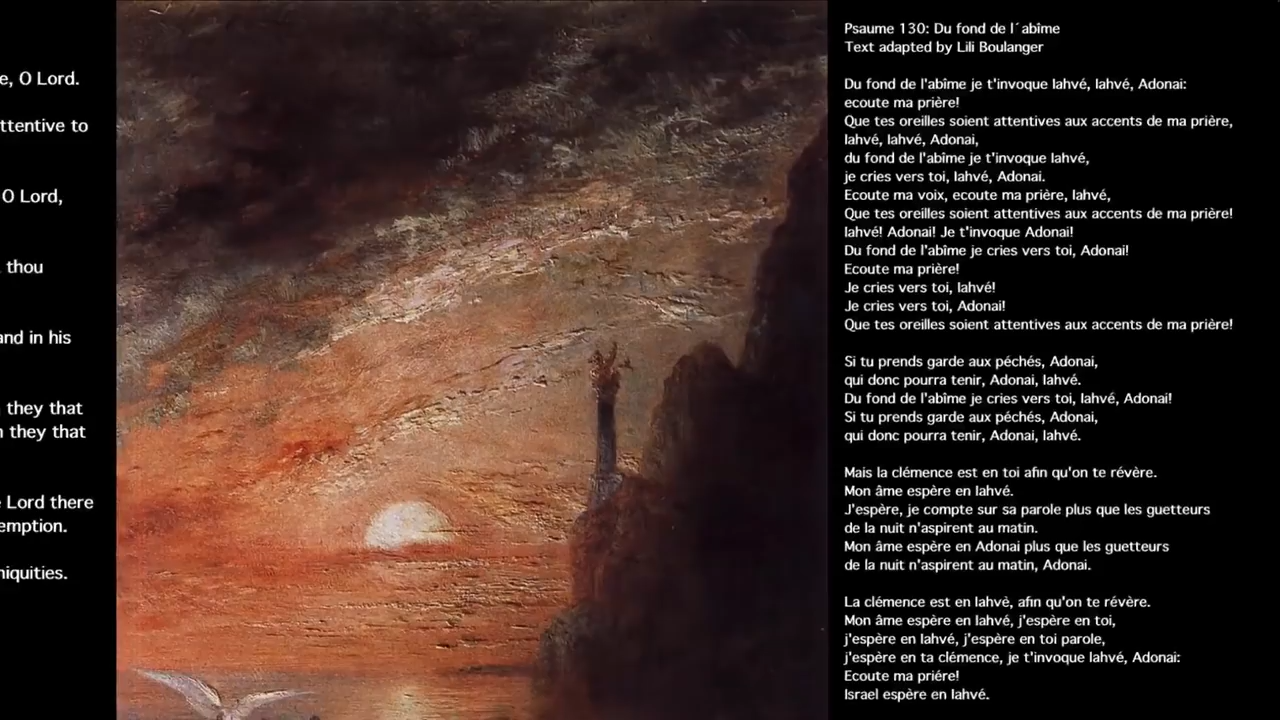 e, O Lord.
ttentive to
O Lord,
thou
and in his
they that
they that
Lord there
emption.
niquities.
Psaume 130: Du fond de l´abîme
Text adapted by Lili Boulanger
Du fond de l'abîme je t'invoque Iahvé, Iahvé, Adonai:
ecoute ma prière!
Que tes oreilles soient attentives aux accents de ma prière,
Iahvé, Iahvé, Adonai,
du fond de l'abîme je t'invoque Iahvé,
je cries vers toi, Iahvé, Adonai.
Ecoute ma voix, ecoute ma prière, Iahvé,
Que tes oreilles soient attentives aux accents de ma prière!
Iahvé! Adonai! Je t'invoque Adonai!
Du fond de l'abîme je cries vers toi, Adonai!
Ecoute ma prière!
Je cries vers toi, Iahvé!
Je cries vers toi, Adonai!
Que tes oreilles soient attentives aux accents de ma prière!
Si tu prends garde aux péchés, Adonai,
qui donc pourra tenir, Adonai, Iahvé.
Du fond de l'abîme je cries vers toi, Iahvé, Adonai!
Si tu prends garde aux péchés, Adonai,
qui donc pourra tenir, Adonai, Iahvé.
Mais la clémence est en toi afin qu'on te révère.
Mon âme espère en Iahvé.
J'espère, je compte sur sa parole plus que les guetteurs
de la nuit n'aspirent au matin.
Mon âme espère en Adonai plus que les guetteurs
de la nuit n'aspirent au matin, Adonai.
La clémence est en Iahvè, afin qu'on te révère.
Mon âme espère en Iahvé, j'espère en toi,
j'espère en Iahvé, j'espère en toi parole,
j'espère en ta clémence, je t'invoque Iahvé, Adonai:
Ecoute ma priére!
Israel espère en Iahvé.